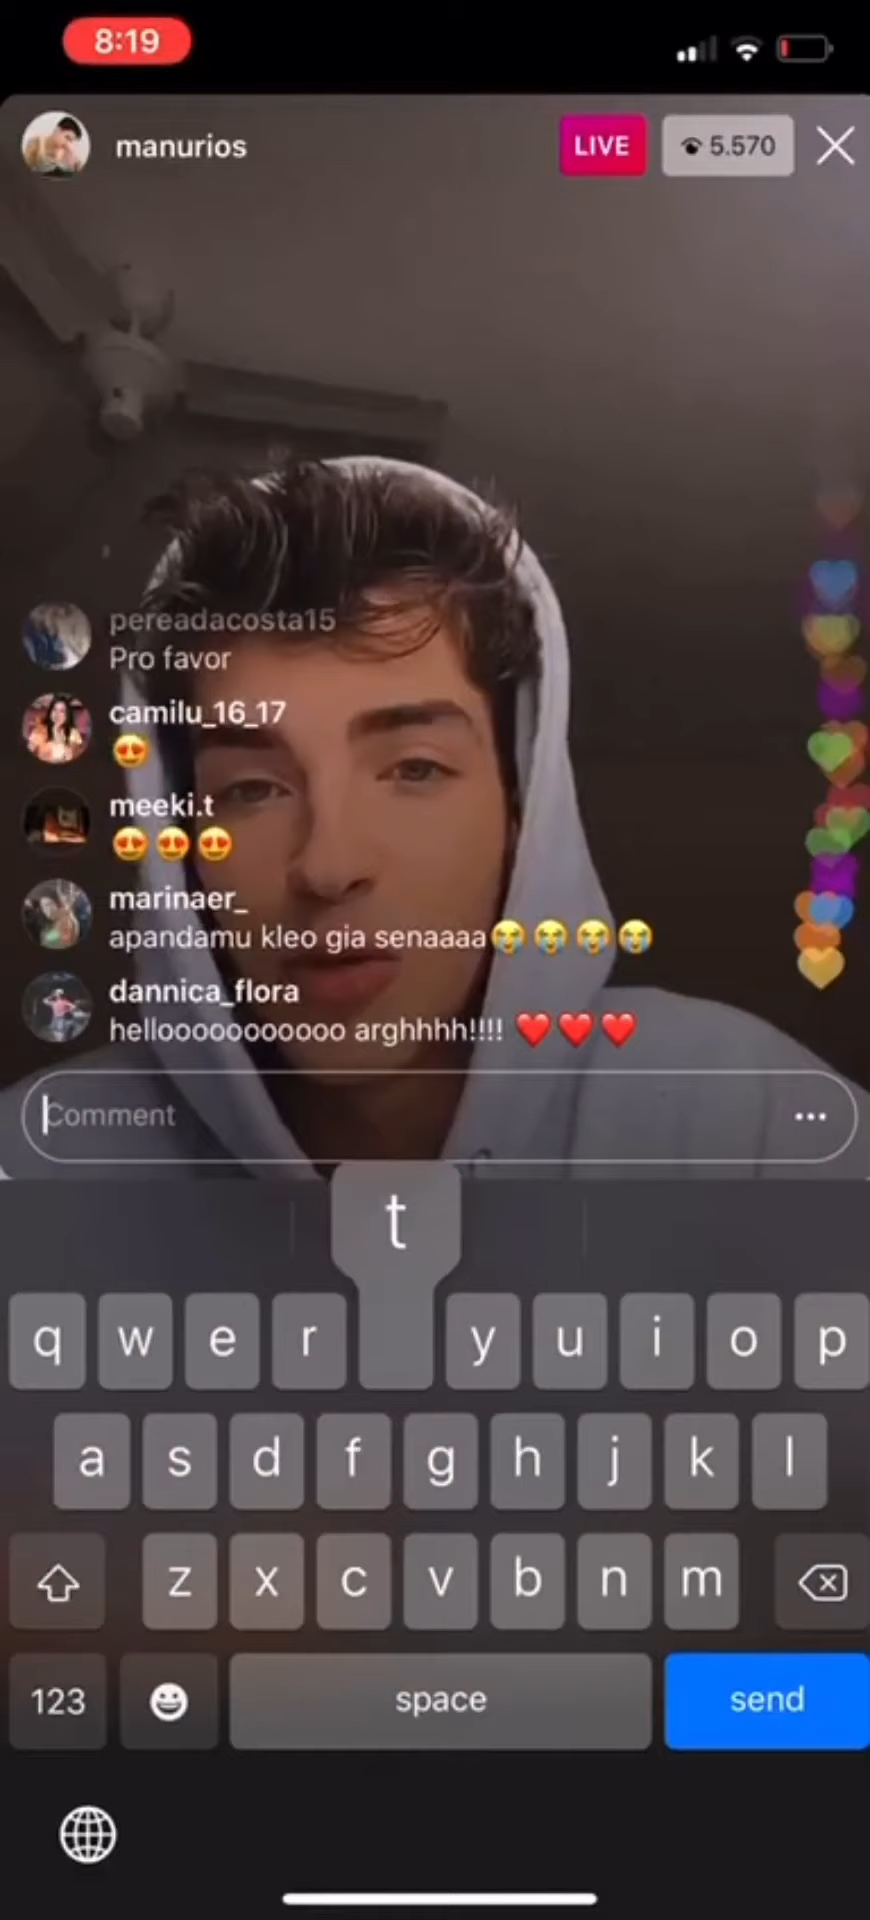 8:19
manurios LIVE 5.570
pereadacosta15
Pro favor
camilu_16_17
😍
meeki.t
😍😍😍
marinaer_
apandamu kleo gia senaaaa😭😭😭😭
dannica_flora
hellooooooooooo arghhhh!!!! ❤️❤️❤️
Comment
t
q w e r y u i o p
a s d f g h j k l
z x c v b n m
123 space send